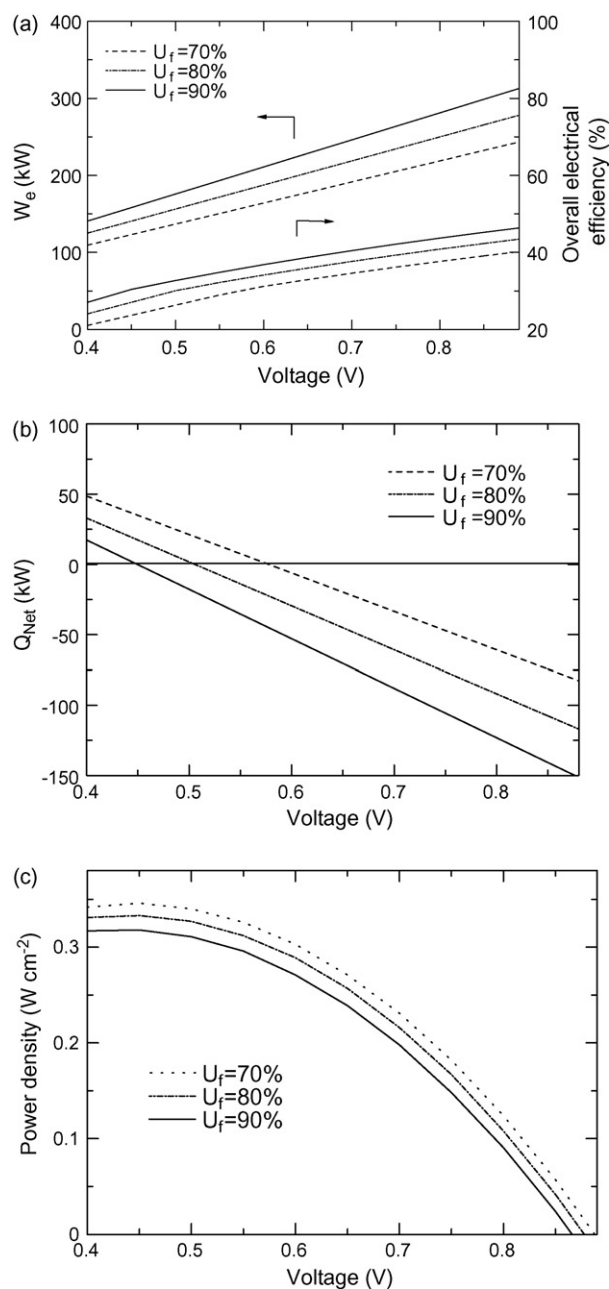 (a)
400
300
200
100
0
W_e (kW)
U_f=70%
U_f=80%
U_f=90%
100
80
60
40
20
Overall electrical
efficiency (%)
0.4 0.5 0.6 0.7 0.8
Voltage (V)
(b)
100
50
0
-50
-100
-150
Q_Net (kW)
U_f=70%
U_f=80%
U_f=90%
0.4 0.5 0.6 0.7 0.8
Voltage (V)
(c)
0.3
0.2
0.1
0
Power density (W cm⁻²)
U_f=70%
U_f=80%
U_f=90%
0.4 0.5 0.6 0.7 0.8
Voltage (V)